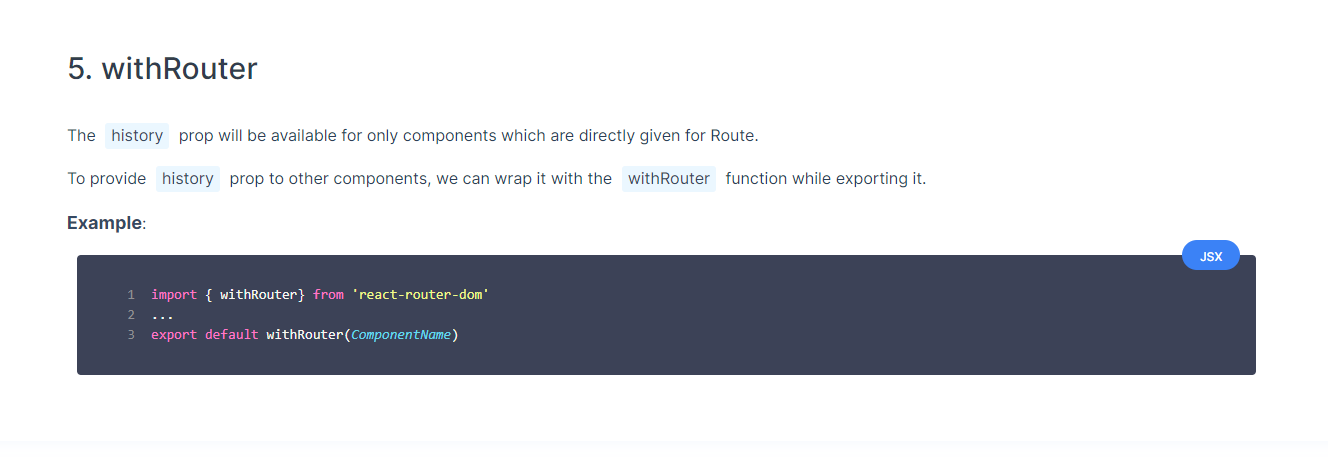 5. withRouter
The history prop will be available for only components which are directly given for Route.
To provide history prop to other components, we can wrap it with the withRouter function while exporting it.
Example:
JSX
1 import { withRouter} from 'react-router-dom'
2 ...
3 export default withRouter(ComponentName)